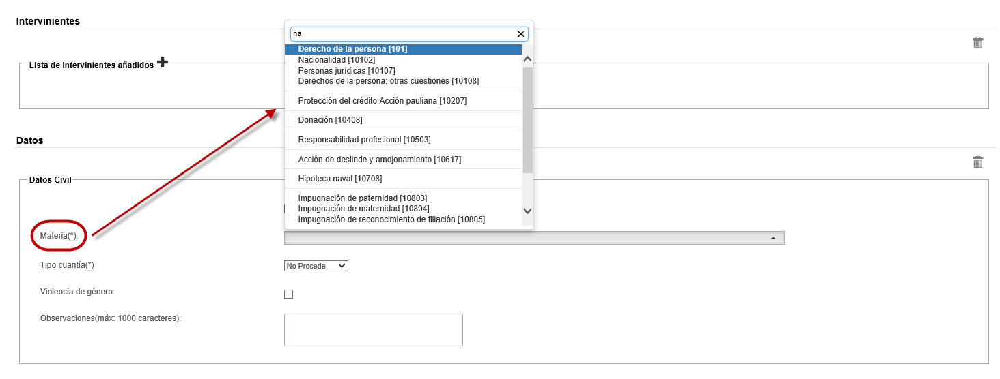 Intervinientes
na
Lista de intervinientes añadidos
Derecho de la persona [101]
Nacionalidad [10102]
Personas jurídicas [10107]
Derechos de la persona: otras cuestiones [10108]
Protección del crédito:Acción pauliana [10207]
Donación [10408]
Responsabilidad profesional [10503]
Acción de deslinde y amojonamiento [10617]
Hipoteca naval [10708]
Impugnación de paternidad [10803]
Impugnación de maternidad [10804]
Impugnación de reconocimiento de filiación [10805]
Datos
Datos Civil
Materia(*):
Tipo cuantía(*)
No Procede
Violencia de género:
Observaciones(máx: 1000 caracteres):